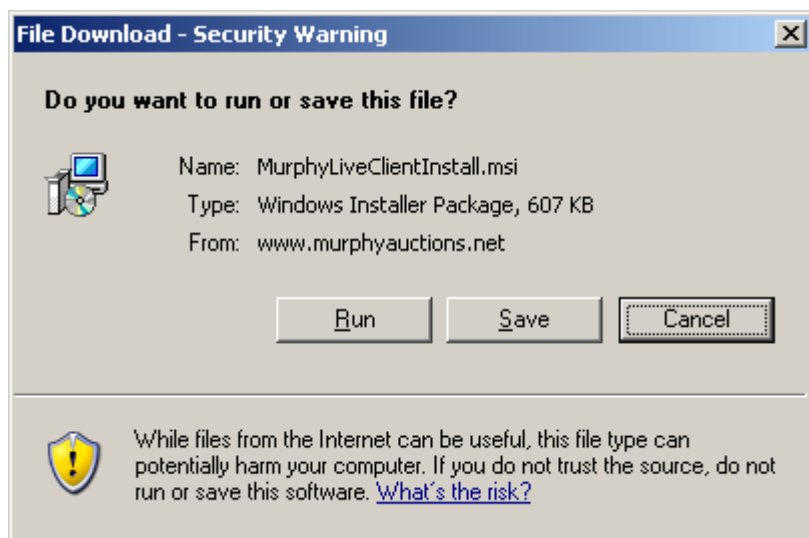 File Download - Security Warning
Do you want to run or save this file?
Name: MurphyLiveClientInstall.msi
Type: Windows Installer Package, 607 KB
From: www.murphyauctions.net
Run Save Cancel
While files from the Internet can be useful, this file type can
potentially harm your computer. If you do not trust the source, do not
run or save this software. What's the risk?